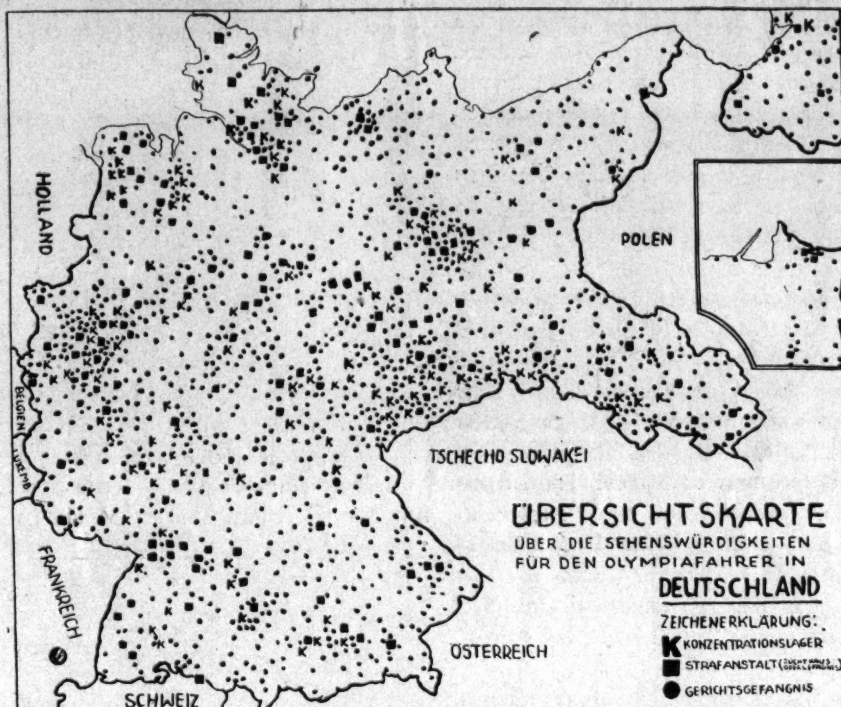 HOLLAND
POLEN
BELGIEN
LUXEMB.
TSCHECHO SLOWAKEI
FRANKREICH
ÖSTERREICH
SCHWEIZ
ÜBERSICHTSKARTE
ÜBER DIE SEHENSWÜRDIGKEITEN
FÜR DEN OLYMPIAFAHRER IN
DEUTSCHLAND
ZEICHENERKLÄRUNG:
K KONZENTRATIONSLAGER
STRAFANSTALT (ZUCHTHAUS
GERICHTSGEFÄNGNIS